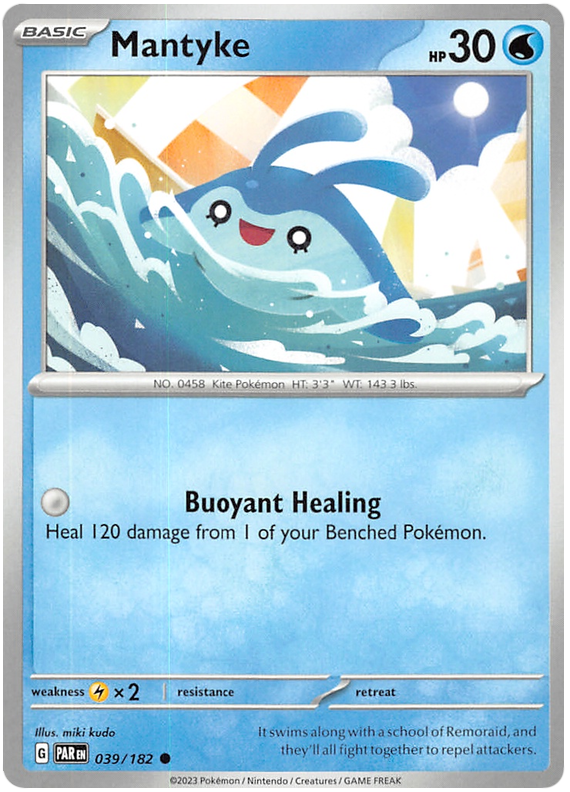 BASIC
Mantyke
HP 30
NO. 0458 Kite Pokémon HT: 3'3" WT: 143.3 lbs.
Buoyant Healing
Heal 120 damage from 1 of your Benched Pokémon.
weakness ×2 resistance retreat
Illus. miki kudo
It swims along with a school of Remoraid, and
they'll all fight together to repel attackers.
G PAR EN 039/182
©2023 Pokémon / Nintendo / Creatures / GAME FREAK